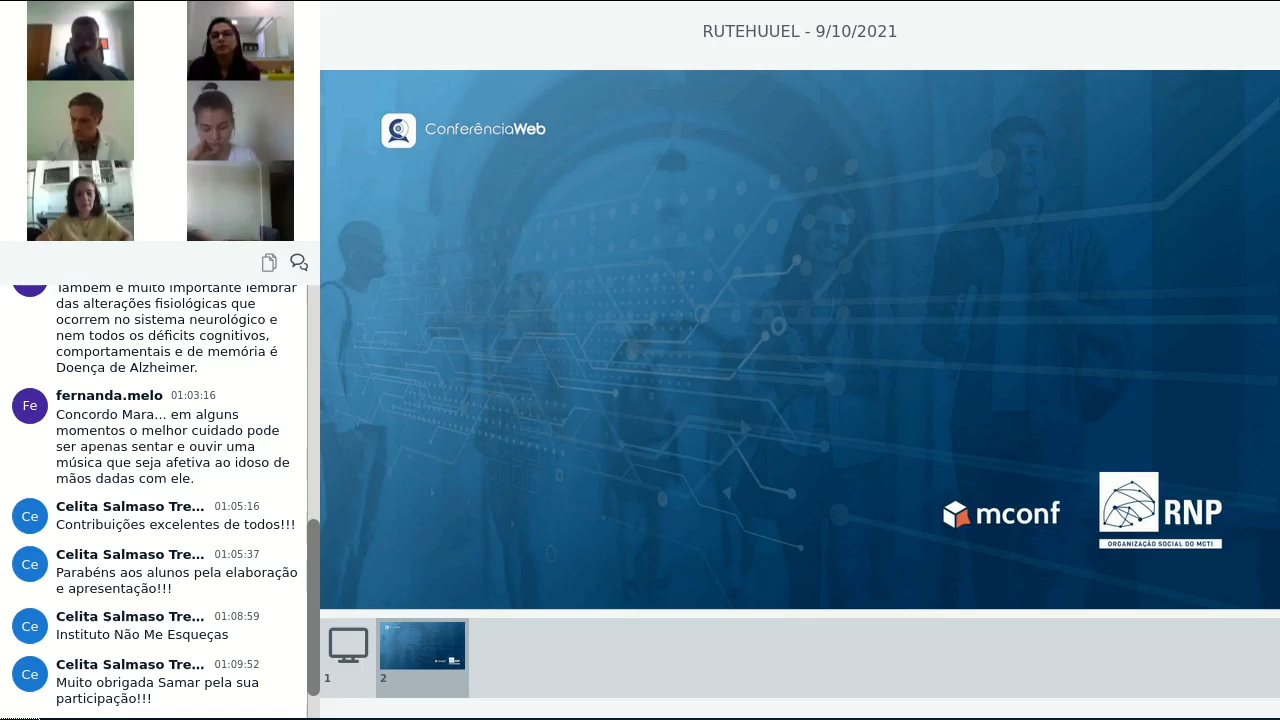 RUTEHUUEL - 9/10/2021
ConferênciaWeb
mconf
RNP
ORGANIZAÇÃO SOCIAL DO MCTI
Também é muito importante lembrar
das alterações fisiológicas que
ocorrem no sistema neurológico e
nem todos os déficits cognitivos,
comportamentais e de memória é
Doença de Alzheimer.
Fe
fernanda.melo 01:03:16
Concordo Mara... em alguns
momentos o melhor cuidado pode
ser apenas sentar e ouvir uma
música que seja afetiva ao idoso de
mãos dadas com ele.
Ce
Celita Salmaso Tre... 01:05:16
Contribuições excelentes de todos!!!
Ce
Celita Salmaso Tre... 01:05:37
Parabéns aos alunos pela elaboração
e apresentação!!!
Ce
Celita Salmaso Tre... 01:08:59
Instituto Não Me Esqueças
Ce
Celita Salmaso Tre... 01:09:52
Muito obrigada Samar pela sua
participação!!!
1
2